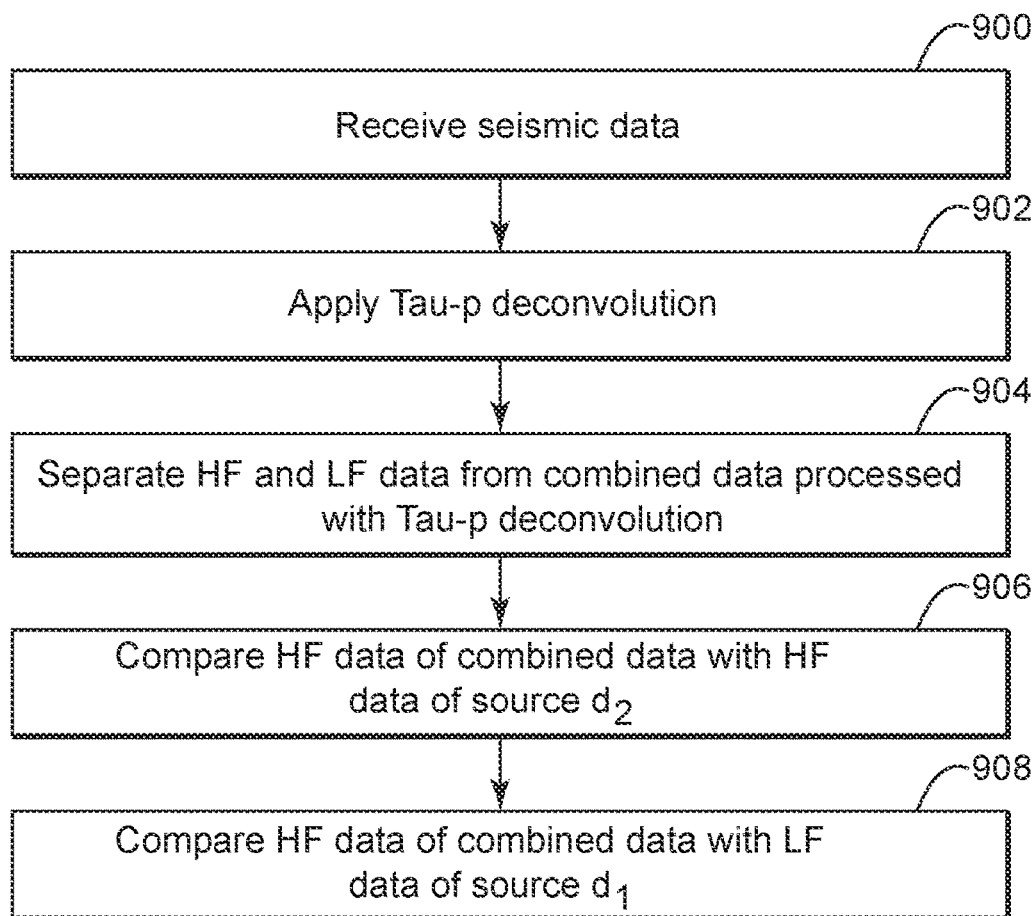 900
Receive seismic data
902
Apply Tau-p deconvolution
904
Separate HF and LF data from combined data processed
with Tau-p deconvolution
906
Compare HF data of combined data with HF
data of source d2
908
Compare HF data of combined data with LF
data of source d1